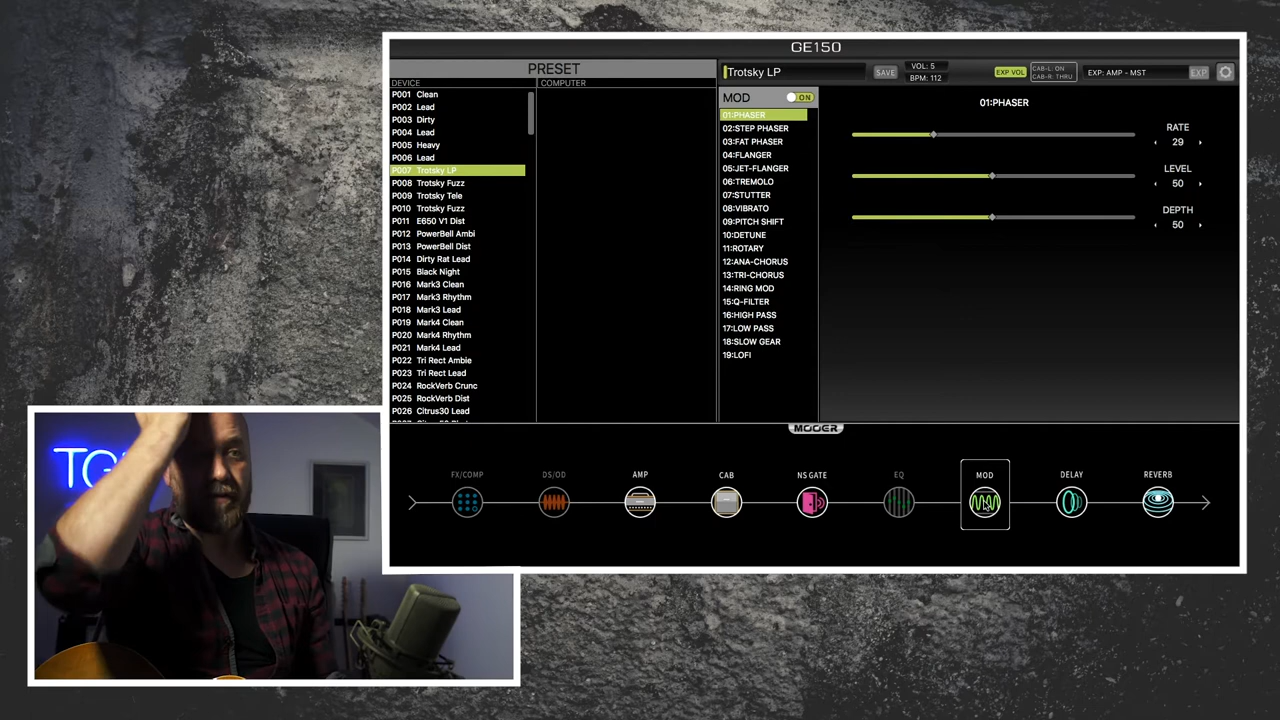 GE150
PRESET
DEVICE
COMPUTER
P001 Clean
P002 Lead
P003 Dirty
P004 Lead
P005 Heavy
P006 Lead
P007 Trotsky LP
P008 Trotsky Fuzz
P009 Trotsky Tele
P010 Trotsky Fuzz
P011 E650 V1 Dist
P012 PowerBell Ambi
P013 PowerBell Dist
P014 Dirty Rat Lead
P015 Black Night
P016 Mark3 Clean
P017 Mark3 Rhythm
P018 Mark3 Lead
P019 Mark4 Clean
P020 Mark4 Rhythm
P021 Mark4 Lead
P022 Tri Rect Ambie
P023 Tri Rect Lead
P024 RockVerb Crunc
P025 RockVerb Dist
P026 Citrus30 Lead
Trotsky LP
SAVE
VOL: 5
BPM: 112
EXP VOL
CAB-L: ON
CAB-R: THRU
EXP: AMP - MST
EXP
MOD
ON
01:PHASER
02:STEP PHASER
03:FAT PHASER
04:FLANGER
05:JET-FLANGER
06:TREMOLO
07:STUTTER
08:VIBRATO
09:PITCH SHIFT
10:DETUNE
11:ROTARY
12:ANA-CHORUS
13:TRI-CHORUS
14:RING MOD
15:Q-FILTER
16:HIGH PASS
17:LOW PASS
18:SLOW GEAR
19:LOFI
01:PHASER
RATE
29
LEVEL
50
DEPTH
50
MOOER
FX/COMP
DS/OD
AMP
CAB
NS GATE
EQ
MOD
DELAY
REVERB